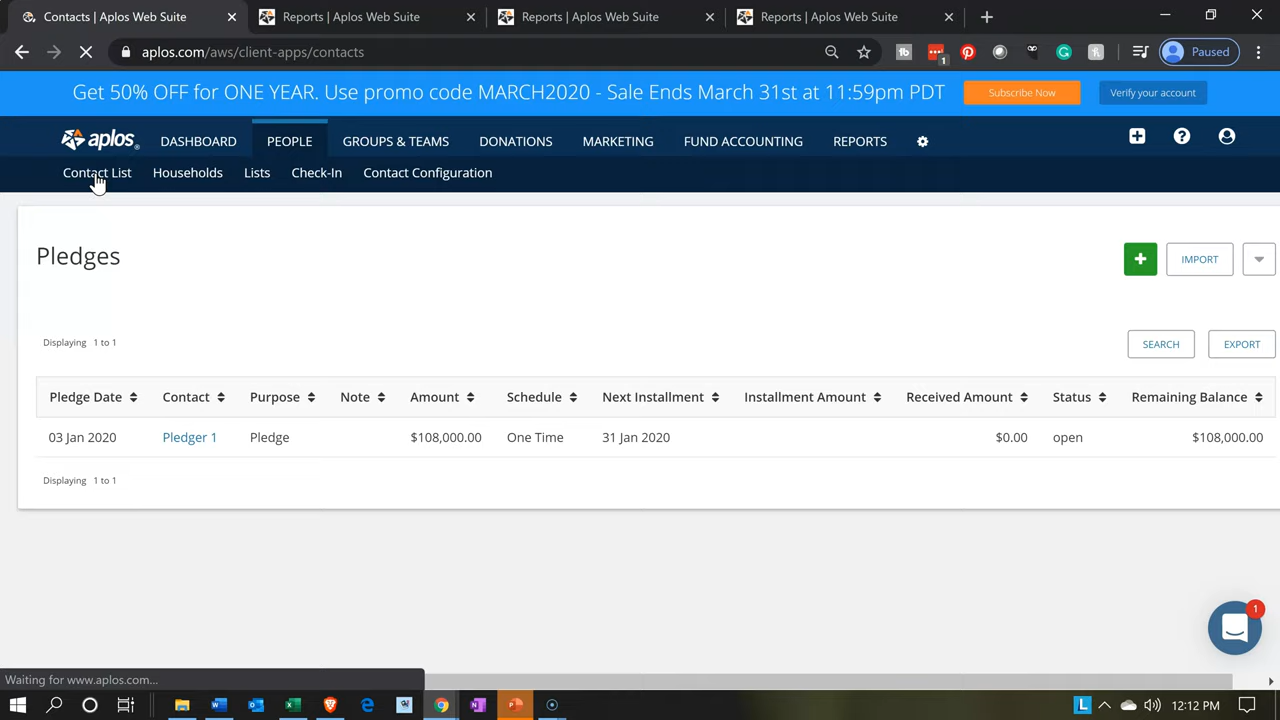 Contacts | Aplos Web Suite
Reports | Aplos Web Suite
Reports | Aplos Web Suite
Reports | Aplos Web Suite
aplos.com/aws/client-apps/contacts
tb
1
Paused
Get 50% OFF for ONE YEAR. Use promo code MARCH2020 - Sale Ends March 31st at 11:59pm PDT
Subscribe Now
Verify your account
aplos
DASHBOARD
PEOPLE
GROUPS & TEAMS
DONATIONS
MARKETING
FUND ACCOUNTING
REPORTS
Contact List
Households
Lists
Check-In
Contact Configuration
Pledges
IMPORT
Displaying 1 to 1
SEARCH
EXPORT
Pledge Date Contact Purpose Note Amount Schedule Next Installment Installment Amount Received Amount Status Remaining Balance
03 Jan 2020 Pledger 1 Pledge $108,000.00 One Time 31 Jan 2020 $0.00 open $108,000.00
Displaying 1 to 1
1
Waiting for www.aplos.com...
L
12:12 PM